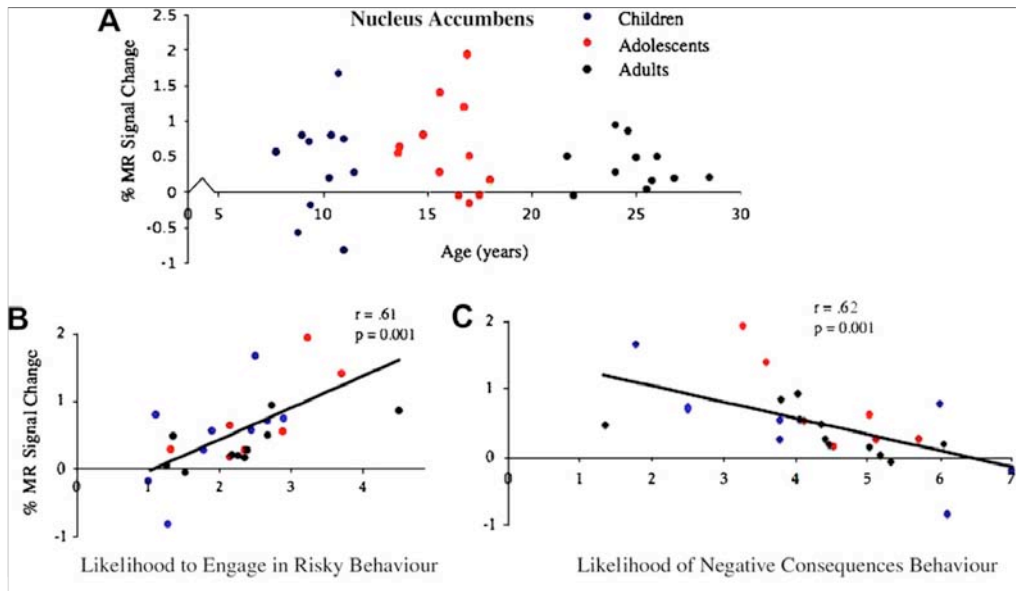 A
Nucleus Accumbens
Children
Adolescents
Adults
% MR Signal Change
2.5
2
1.5
1
0.5
0
-0.5
-1
0 5 10 15 20 25 30
Age (years)
B
r = .61
p = 0.001
% MR Signal Change
2
1
0
-1
0 1 2 3 4
Likelihood to Engage in Risky Behaviour
C
r = .62
p = 0.001
2
1
0
-1
0 1 2 3 4 5 6 7
Likelihood of Negative Consequences Behaviour